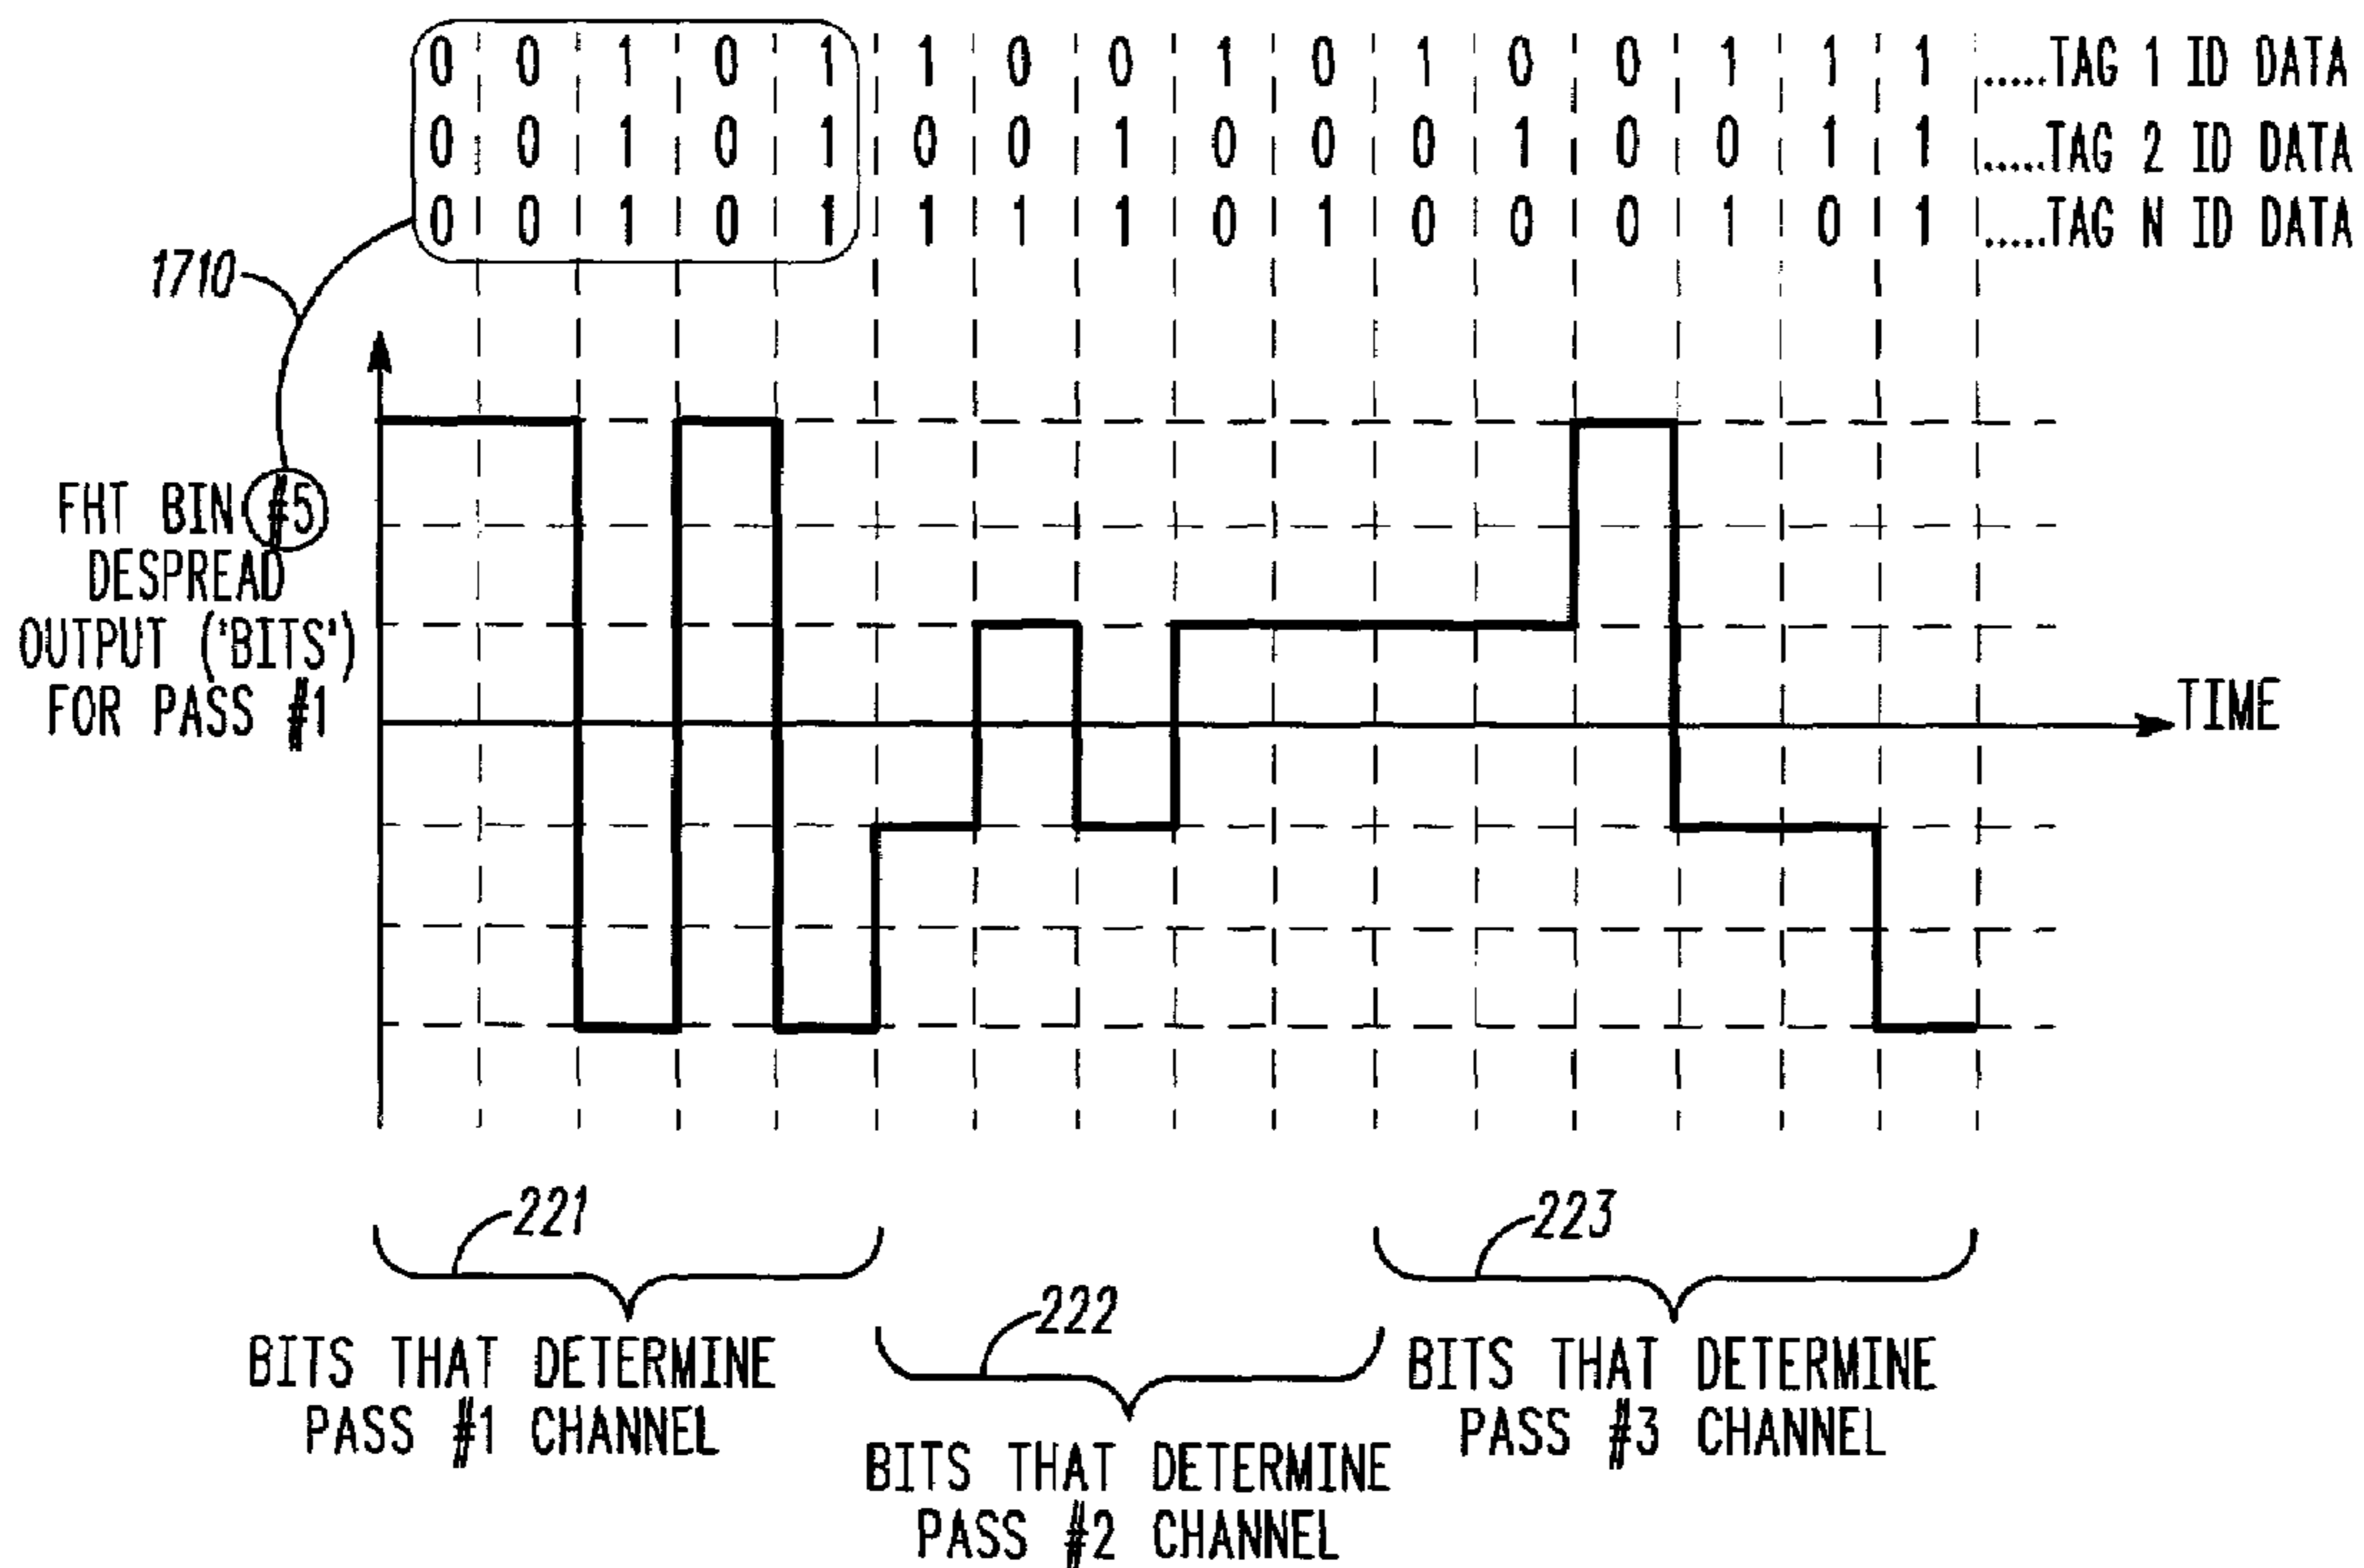 0 0 1 0 1 1 0 0 1 0 1 0 0 1 1 1 .....TAG 1 ID DATA
0 0 1 0 1 0 0 1 0 0 0 1 0 0 1 1 .....TAG 2 ID DATA
0 0 1 0 1 1 1 1 0 1 0 0 0 1 0 1 .....TAG N ID DATA
1710
FHT BIN #5
DESPREAD
OUTPUT ('BITS')
FOR PASS #1
TIME
221
BITS THAT DETERMINE
PASS #1 CHANNEL
222
BITS THAT DETERMINE
PASS #2 CHANNEL
223
BITS THAT DETERMINE
PASS #3 CHANNEL